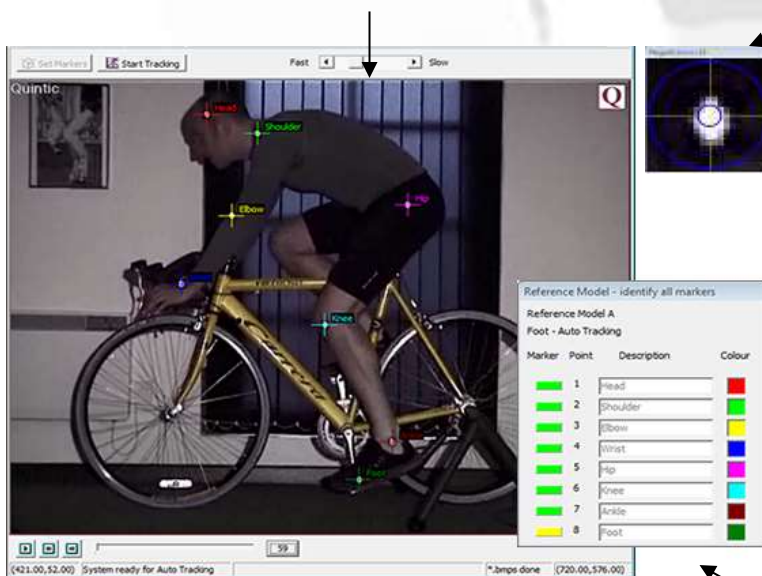 Set Markers Start Tracking Fast Slow
Quintic Q
Head
Shoulder
Elbow
Hip
Knee
Foot
Reference Model - identify all markers
Reference Model A
Foot - Auto Tracking
Marker Point Description Colour
1 Head
2 Shoulder
3 Elbow
4 Wrist
5 Hip
6 Knee
7 Ankle
8 Foot
59
(421.00,52.00) System ready for Auto Tracking *.bmps done (720.00,576.00)